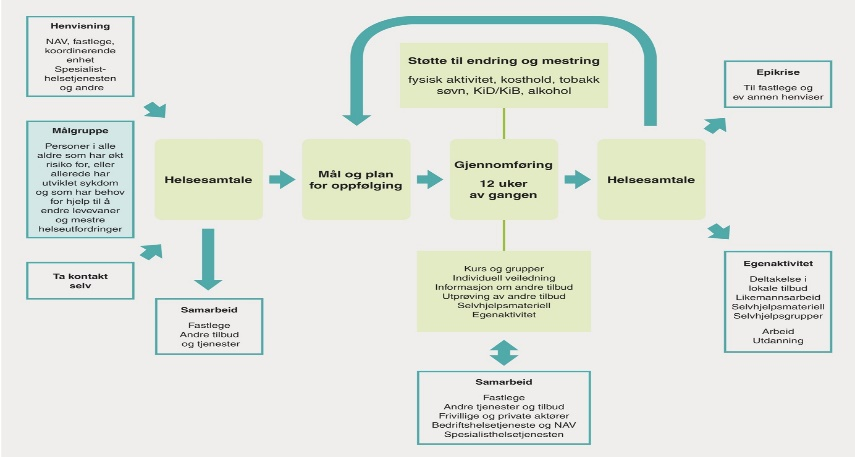 Henvisning
NAV, fastlege,
koordinerende
enhet
Spesialist-
helsetjenesten
og andre
Målgruppe
Personer i alle
aldre som har økt
risiko for, eller
allerede har
utviklet sykdom
og som har behov
for hjelp til å
endre levevaner
og mestre
helseutfordringer
Ta kontakt
selv
Helsesamtale
Samarbeid
Fastlege
Andre tilbud
og tjenester
Mål og plan
for oppfølging
Støtte til endring og mestring
fysisk aktivitet, kosthold, tobakk
søvn, KiD/KiB, alkohol
Gjennomføring
12 uker
av gangen
Kurs og grupper
Individuell veiledning
Informasjon om andre tilbud
Utprøving av andre tilbud
Selvhjelpsmateriell
Egenaktivitet
Samarbeid
Fastlege
Andre tjenester og tilbud
Frivillige og private aktører
Bedriftshelsetjeneste og NAV
Spesialisthelsetjenesten
Helsesamtale
Epikrise
Til fastlege og
ev annen henviser
Egenaktivitet
Deltakelse i
lokale tilbud
Likemannsarbeid
Selvhjelpsmateriell
Selvhjelpsgrupper
Arbeid
Utdanning